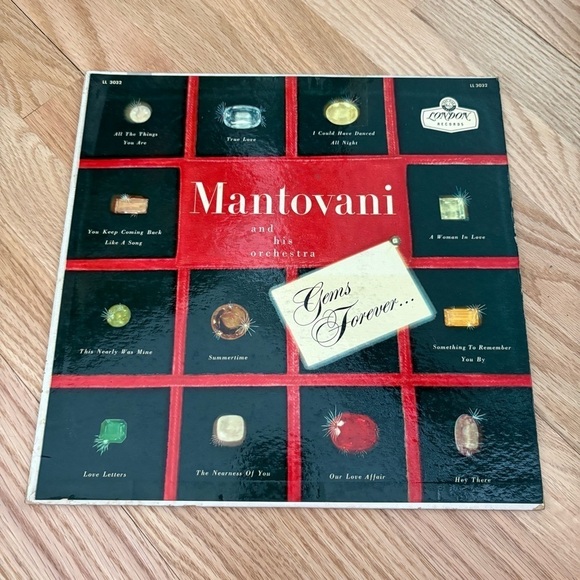 LL 3032
LL 3032
LONDON
RECORDS
All The Things
You Are
True Love
I Could Have Danced
All Night
Mantovani
and
his
orchestra
You Keep Coming Back
Like A Song
A Woman In Love
Gems
Forever...
This Nearly Was Mine
Summertime
Something To Remember
You By
Love Letters
The Nearness Of You
Our Love Affair
Hey There